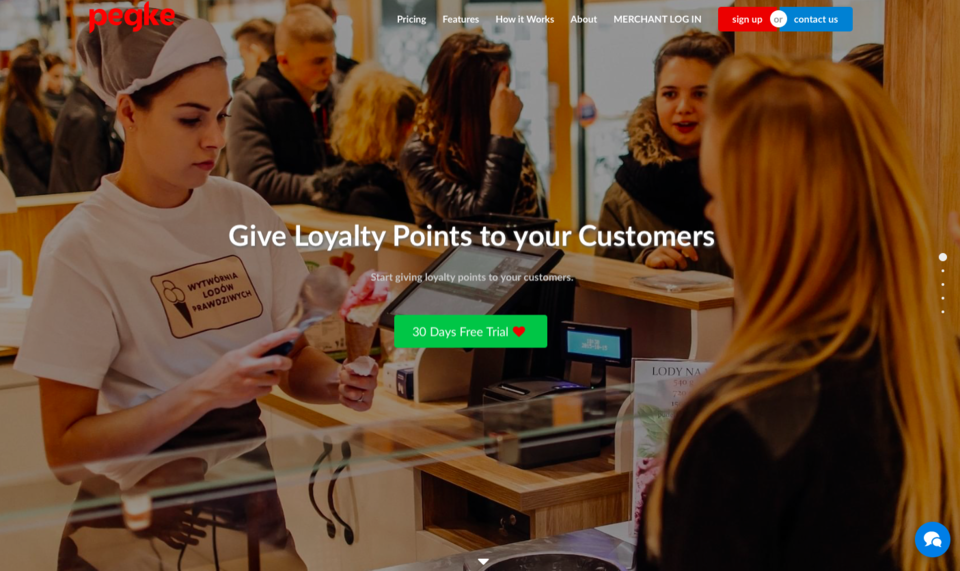 pegke
Pricing
Features
How it Works
About
MERCHANT LOG IN
sign up
or
contact us
Give Loyalty Points to your Customers
Start giving loyalty points to your customers.
30 Days Free Trial
WYTWÓRNIA
LODÓW
PRAWDZIWYCH
LODY NA